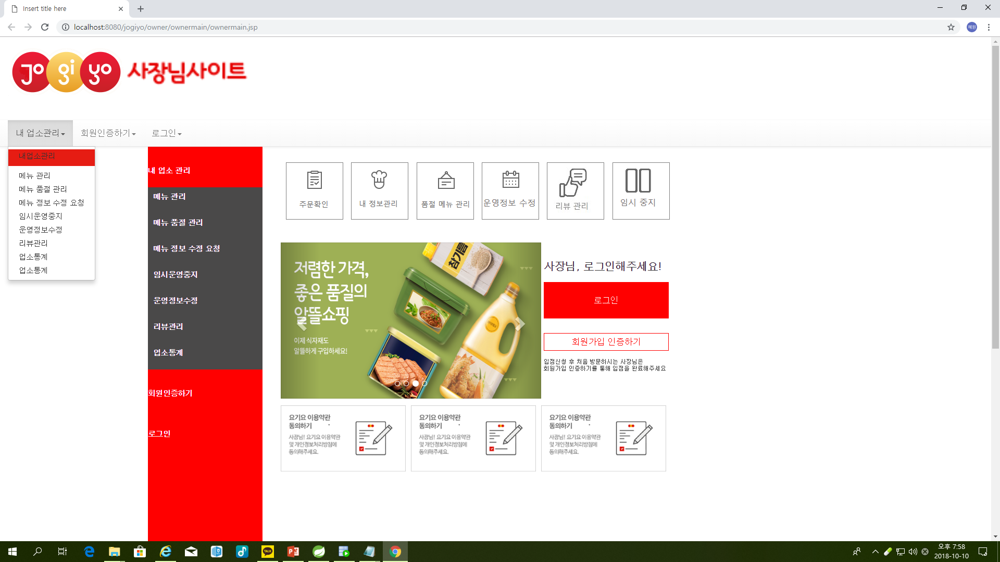 Insert title here
localhost:8080/jogiyo/owner/ownermain/ownermain.jsp
혜원
Jo gi yo 사장님사이트
내 업소관리
회원인증하기
로그인
내업소관리
메뉴 관리
메뉴 품절 관리
메뉴 정보 수정 요청
임시운영중지
운영정보수정
리뷰관리
업소통계
업소통계
내 업소 관리
메뉴 관리
메뉴 품절 관리
메뉴 정보 수정 요청
임시운영중지
운영정보수정
리뷰관리
업소통계
회원인증하기
로그인
주문확인
내 정보관리
품절 메뉴 관리
운영정보 수정
리뷰 관리
임시 중지
저렴한 가격,
좋은 품질의
알뜰쇼핑
이제 식자재도
알뜰하게 구입하세요!
참기름
사장님, 로그인해주세요!
로그인
회원가입 인증하기
입점신청 후 처음 방문하시는 사장님은
회원가입 인증하기를 통해 입점을 완료해주세요
요기요 이용약관
동의하기
사장님! 요기요 이용약관
및 개인정보처리방침에
동의해주세요.
요기요 이용약관
동의하기
사장님! 요기요 이용약관
및 개인정보처리방침에
동의해주세요.
요기요 이용약관
동의하기
사장님! 요기요 이용약관
및 개인정보처리방침에
동의해주세요.
TALK
오후 7:58
2018-10-10